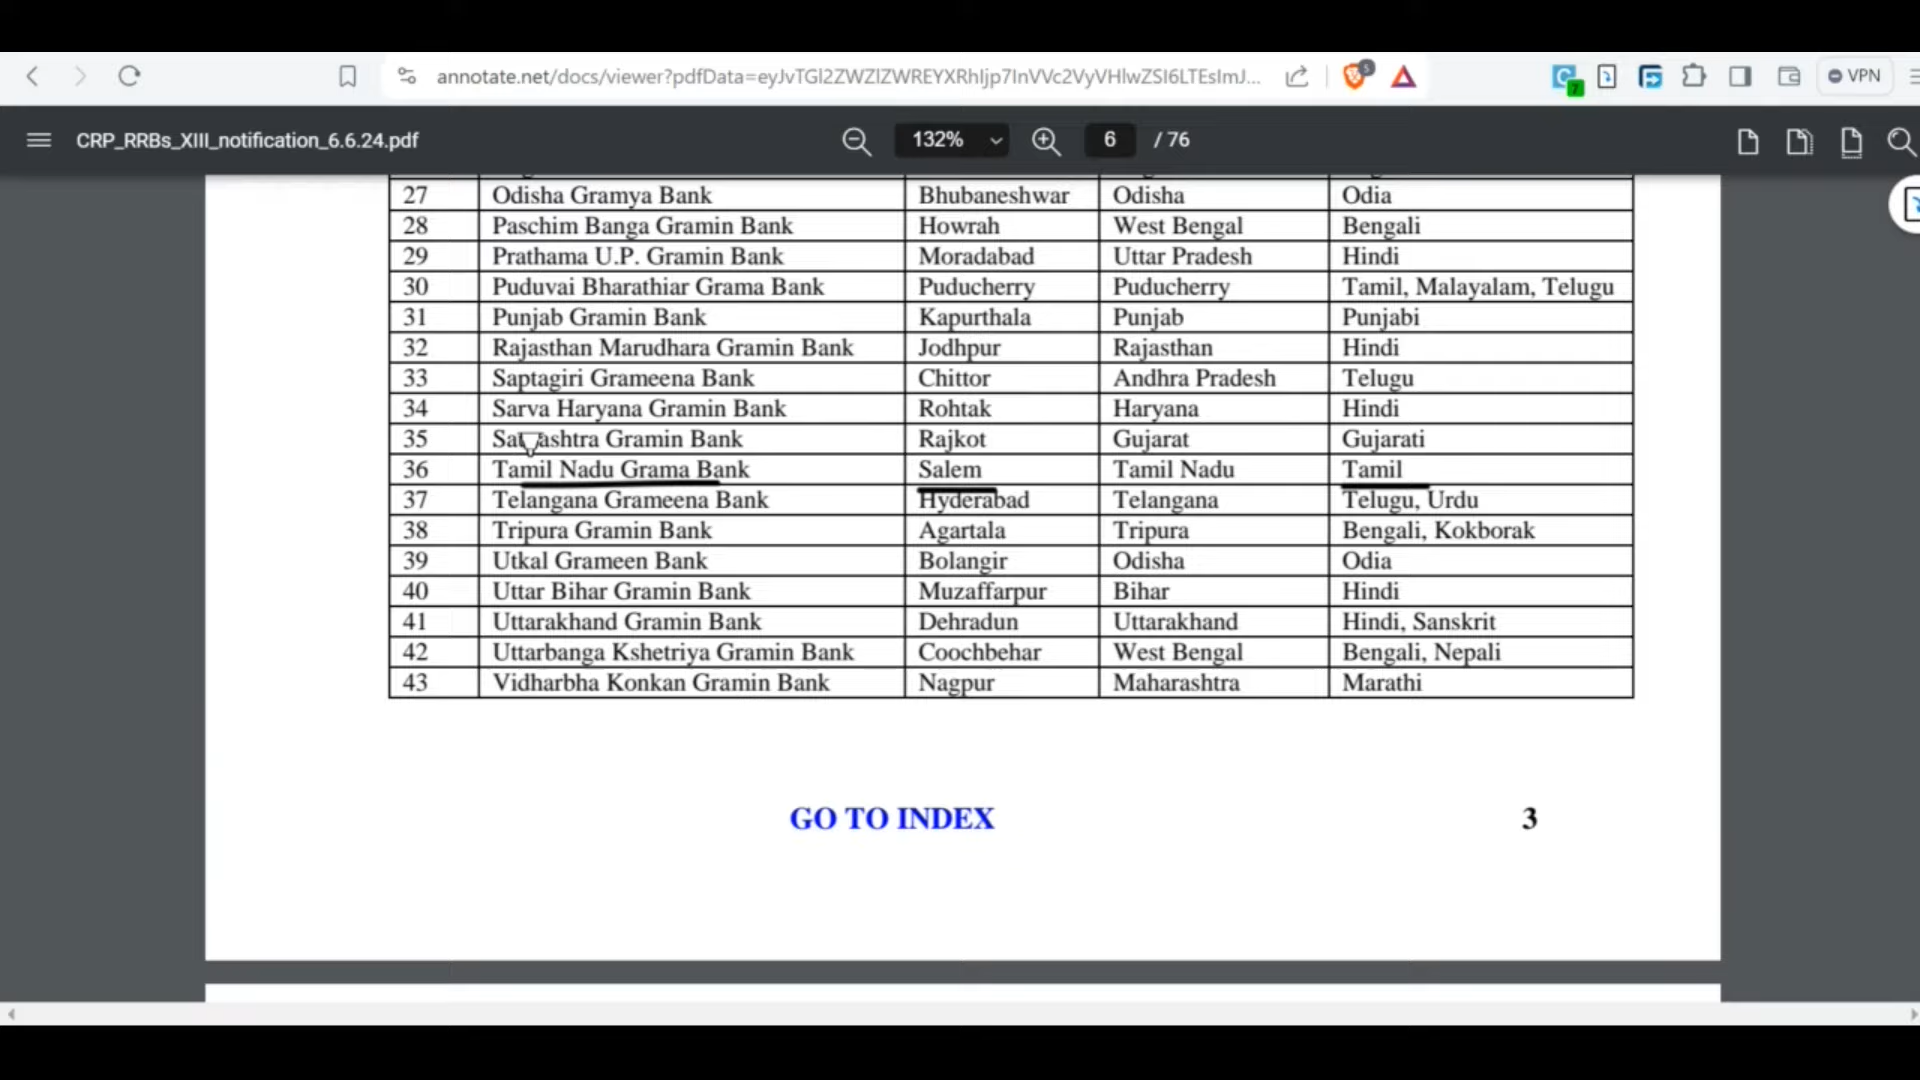 annotate.net/docs/viewer?pdfData=eyJvTGl2ZWZlZWREYXRhIjp7InVVc2VyVHlwZSI6LTEsImJ...
5
7
VPN
CRP_RRBs_XIII_notification_6.6.24.pdf
132%
6 / 76
27 Odisha Gramya Bank Bhubaneshwar Odisha Odia
28 Paschim Banga Gramin Bank Howrah West Bengal Bengali
29 Prathama U.P. Gramin Bank Moradabad Uttar Pradesh Hindi
30 Puduvai Bharathiar Grama Bank Puducherry Puducherry Tamil, Malayalam, Telugu
31 Punjab Gramin Bank Kapurthala Punjab Punjabi
32 Rajasthan Marudhara Gramin Bank Jodhpur Rajasthan Hindi
33 Saptagiri Grameena Bank Chittor Andhra Pradesh Telugu
34 Sarva Haryana Gramin Bank Rohtak Haryana Hindi
35 Saurashtra Gramin Bank Rajkot Gujarat Gujarati
36 Tamil Nadu Grama Bank Salem Tamil Nadu Tamil
37 Telangana Grameena Bank Hyderabad Telangana Telugu, Urdu
38 Tripura Gramin Bank Agartala Tripura Bengali, Kokborak
39 Utkal Grameen Bank Bolangir Odisha Odia
40 Uttar Bihar Gramin Bank Muzaffarpur Bihar Hindi
41 Uttarakhand Gramin Bank Dehradun Uttarakhand Hindi, Sanskrit
42 Uttarbanga Kshetriya Gramin Bank Coochbehar West Bengal Bengali, Nepali
43 Vidharbha Konkan Gramin Bank Nagpur Maharashtra Marathi
GO TO INDEX
3